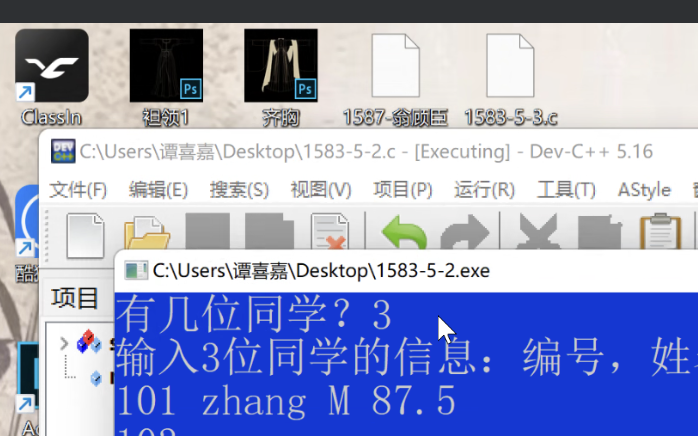 ClassIn
袒领1
齐胸
1587-翁顾臣
1583-5-3.c
C:\Users\谭喜嘉\Desktop\1583-5-2.c - [Executing] - Dev-C++ 5.16
文件(F) 编辑(E) 搜索(S) 视图(V) 项目(P) 运行(R) 工具(T) AStyle
C:\Users\谭喜嘉\Desktop\1583-5-2.exe
项目
有几位同学？3
输入3位同学的信息：编号，姓
101 zhang M 87.5
102